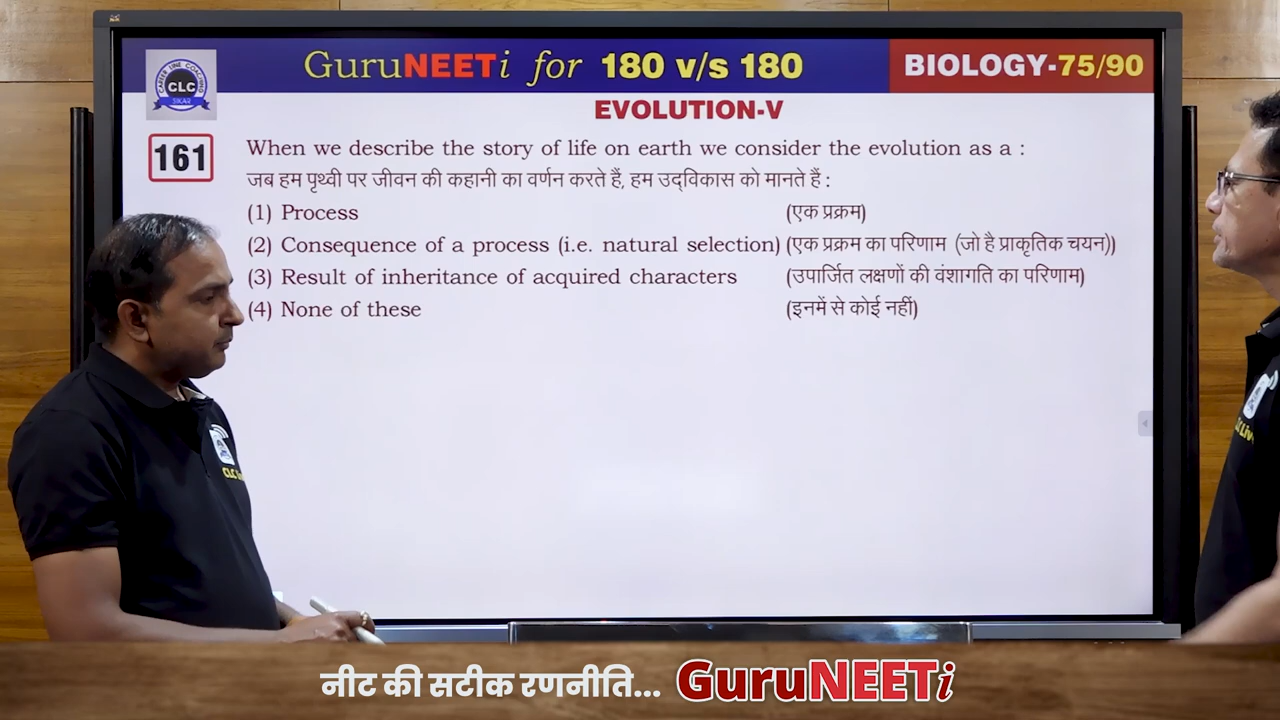 GuruNEETi for 180 v/s 180
BIOLOGY-75/90
CAREER LINE COACHING
CLC
SIKAR
EVOLUTION-V
161
When we describe the story of life on earth we consider the evolution as a :
जब हम पृथ्वी पर जीवन की कहानी का वर्णन करते हैं, हम उद्‌विकास को मानते हैं :
(1) Process (एक प्रक्रम)
(2) Consequence of a process (i.e. natural selection) (एक प्रक्रम का परिणाम (जो है प्राकृतिक चयन))
(3) Result of inheritance of acquired characters (उपार्जित लक्षणों की वंशागति का परिणाम)
(4) None of these (इनमें से कोई नहीं)
नीट की सटीक रणनीति... GuruNEETi